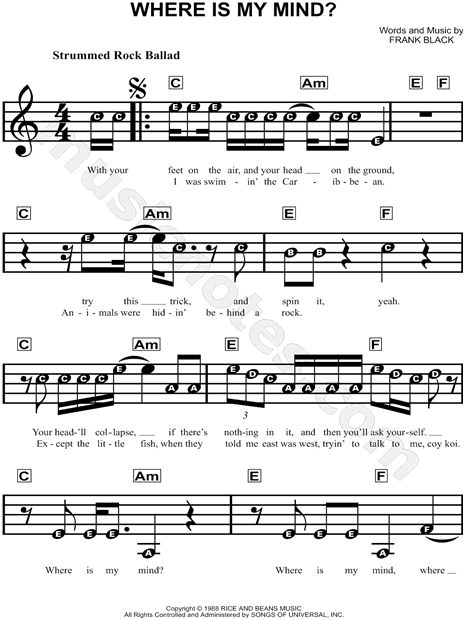 WHERE IS MY MIND?
Words and Music by
FRANK BLACK
Strummed Rock Ballad
C Am E F
4
4
C C E E E C C C C E
With your feet on the air, and your head on the ground,
I was swim - in' the Car - ib - be - an.
C Am E F
E E C C C B B C
try this trick, and spin it, yeah.
An - i - mals were hid - in' be - hind a rock.
C Am E F
3
Your head-'ll col - lapse, if there's noth - ing in it, and then you'll ask your-self.
Ex - cept the lit - tle fish, when they told me east was west, tryin' to talk to me, coy koi.
C Am E F
E E E A E E E A F
Where is my mind? Where is my mind, where
Copyright © 1988 RICE AND BEANS MUSIC
All Rights Controlled and Administered by SONGS OF UNIVERSAL, INC.
musicnotes.com